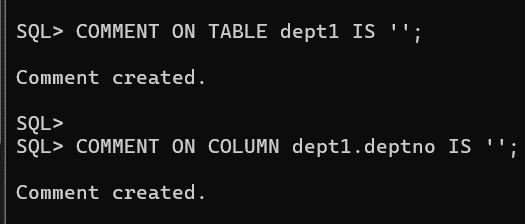 SQL> COMMENT ON TABLE dept1 IS '';
Comment created.
SQL>
SQL> COMMENT ON COLUMN dept1.deptno IS '';
Comment created.